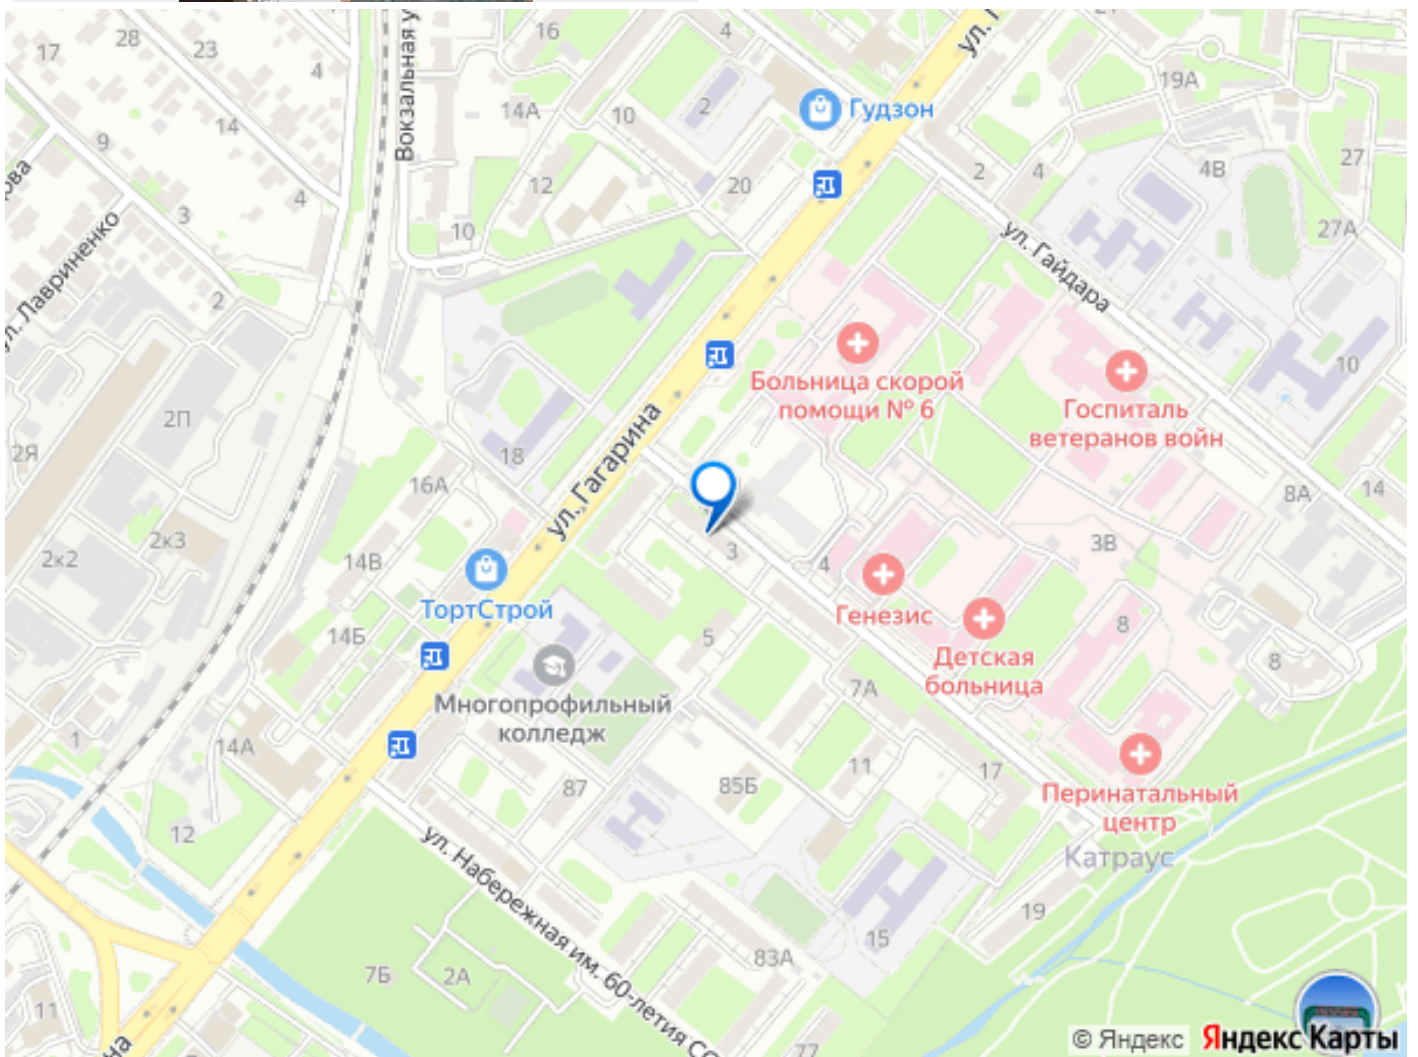 28
23
17
4
14
9
3
4
2
ова
ул. Лавриненко
Вокзальная у
16
14А
10
12
10
4
2
20
Гудзон
ул. Г
19А
2
4
4В
27
27А
ул. Гайдара
10
Больница скорой
помощи № 6
Госпиталь
ветеранов войн
2П
2Я
2к2
2к3
18
16А
ул. Гагарина
14В
ТортСтрой
14Б
3
4
Генезис
3В
8А
14
5
Детская
больница
8
8
7А
Многопрофильный
колледж
1
14А
87
85Б
11
17
Перинатальный
центр
Катраус
12
ул. Набережная им. 60-летия СС
19
15
83А
7Б
2А
11
на
77
© Яндекс Яндекс Карты